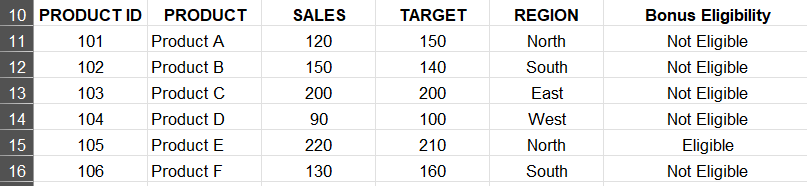 10 PRODUCT ID PRODUCT SALES TARGET REGION Bonus Eligibility
11 101 Product A 120 150 North Not Eligible
12 102 Product B 150 140 South Not Eligible
13 103 Product C 200 200 East Not Eligible
14 104 Product D 90 100 West Not Eligible
15 105 Product E 220 210 North Eligible
16 106 Product F 130 160 South Not Eligible